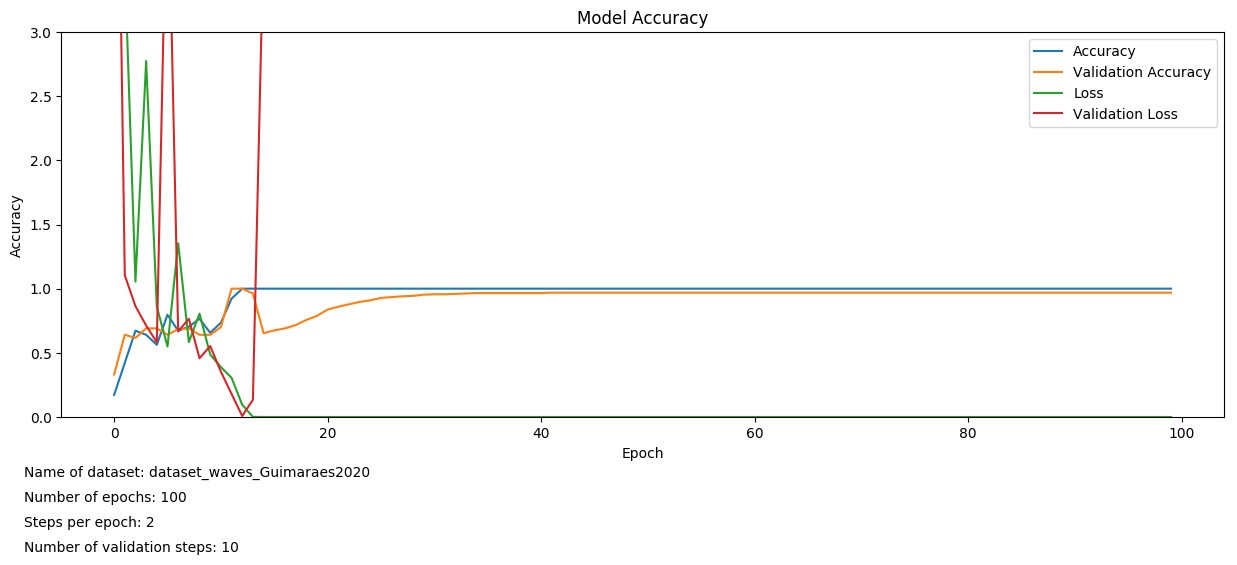 Model Accuracy
3.0
2.5
2.0
1.5
1.0
0.5
0.0
Accuracy
Accuracy
Validation Accuracy
Loss
Validation Loss
0 20 40 60 80 100
Epoch
Name of dataset: dataset_waves_Guimaraes2020
Number of epochs: 100
Steps per epoch: 2
Number of validation steps: 10